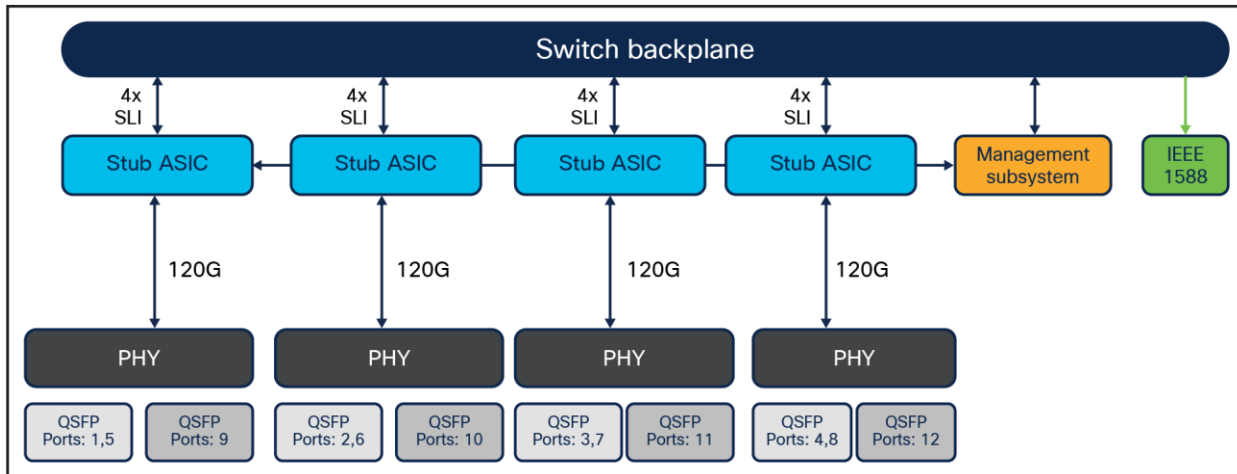 Switch backplane
4x
SLI
4x
SLI
4x
SLI
4x
SLI
Stub ASIC
Stub ASIC
Stub ASIC
Stub ASIC
Management
subsystem
IEEE
1588
120G
120G
120G
120G
PHY
PHY
PHY
PHY
QSFP
Ports: 1,5
QSFP
Ports: 9
QSFP
Ports: 2,6
QSFP
Ports: 10
QSFP
Ports: 3,7
QSFP
Ports: 11
QSFP
Ports: 4,8
QSFP
Ports: 12